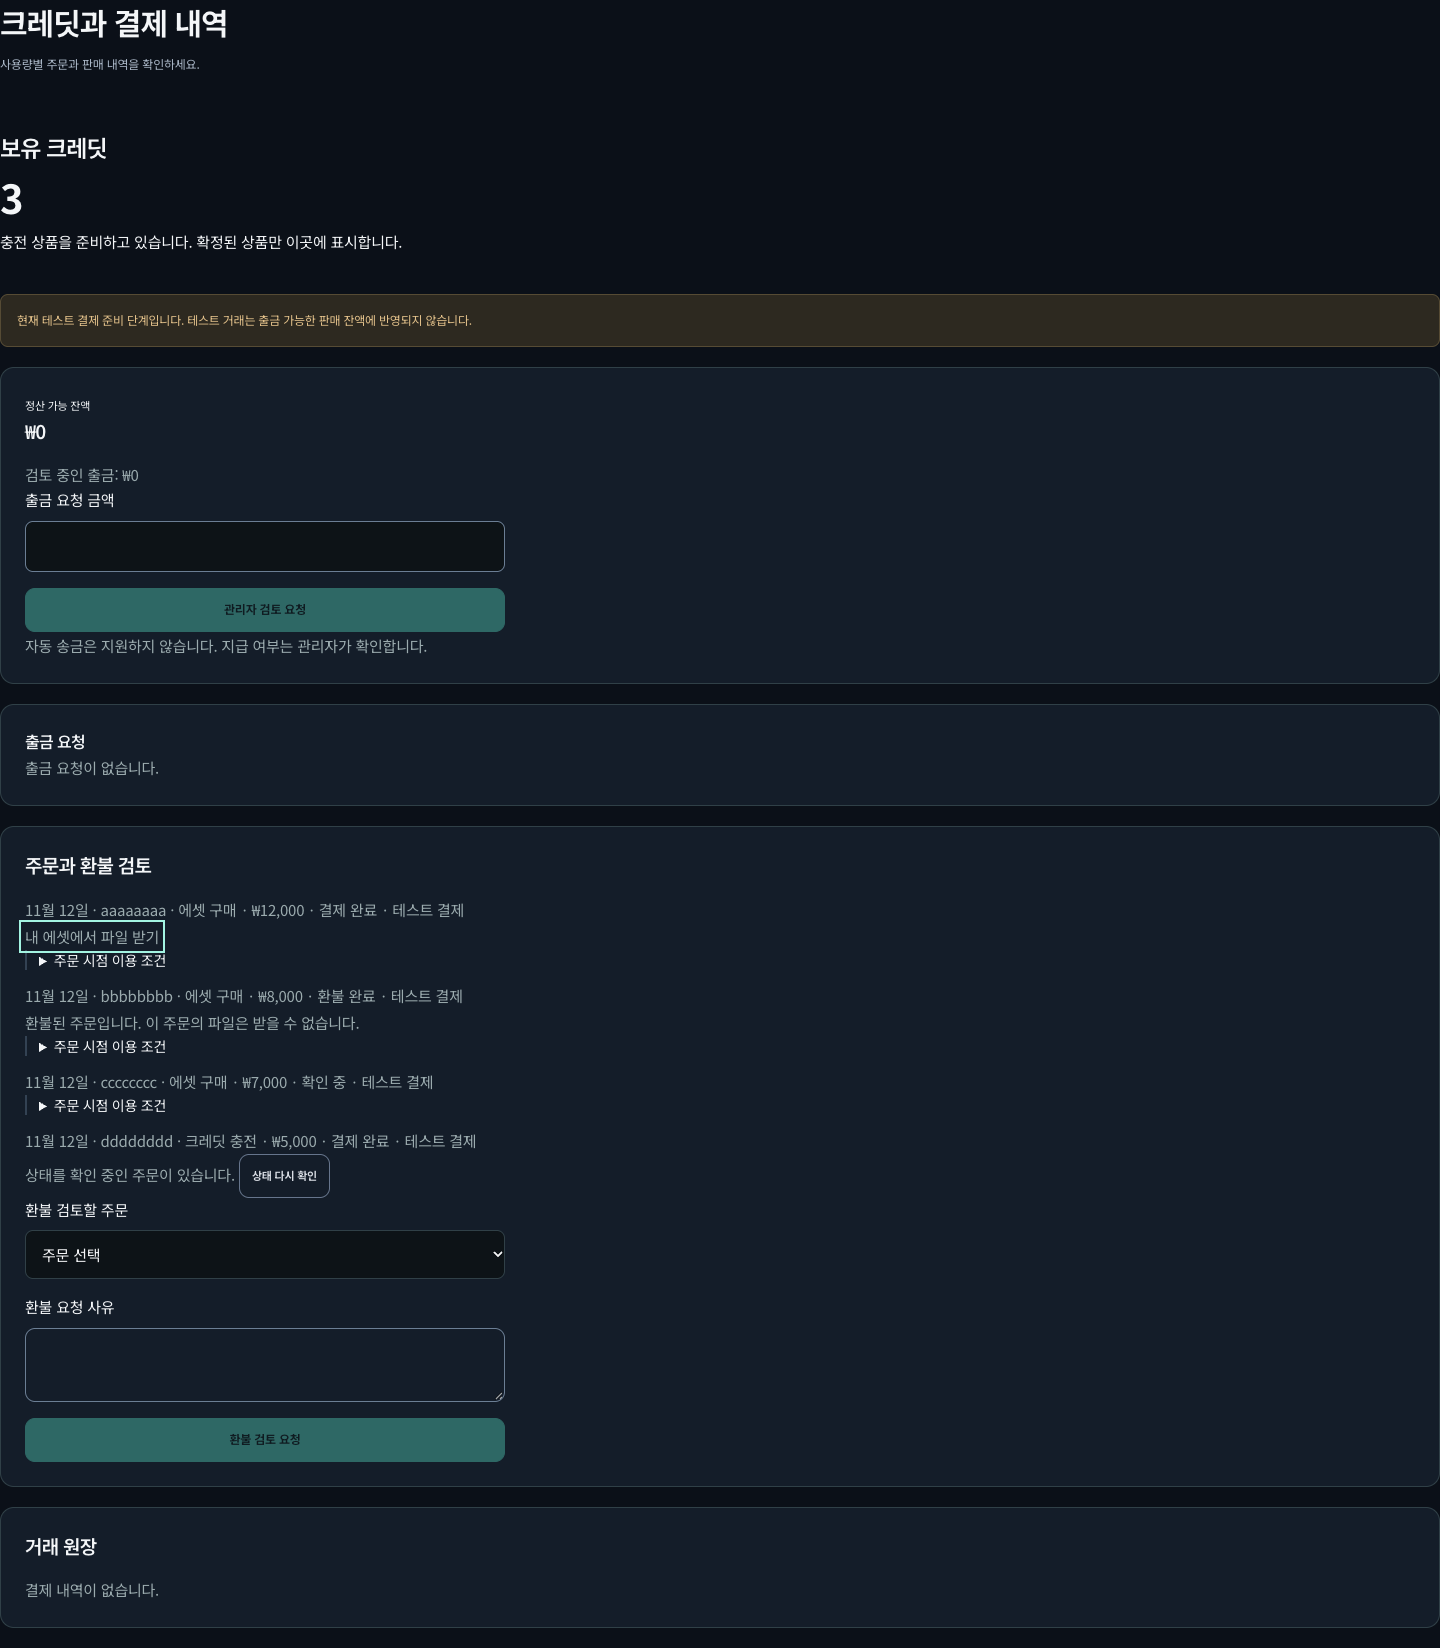 크레딧과 결제 내역
사용량별 주문과 판매 내역을 확인하세요.
보유 크레딧
3
충전 상품을 준비하고 있습니다. 확정된 상품만 이곳에 표시합니다.
현재 테스트 결제 준비 단계입니다. 테스트 거래는 출금 가능한 판매 잔액에 반영되지 않습니다.
정산 가능 잔액
₩0
검토 중인 출금: ₩0
출금 요청 금액
관리자 검토 요청
자동 송금은 지원하지 않습니다. 지급 여부는 관리자가 확인합니다.
출금 요청
출금 요청이 없습니다.
주문과 환불 검토
11월 12일 · aaaaaaaa · 에셋 구매 · ₩12,000 · 결제 완료 · 테스트 결제
내 에셋에서 파일 받기
▶ 주문 시점 이용 조건
11월 12일 · bbbbbbbb · 에셋 구매 · ₩8,000 · 환불 완료 · 테스트 결제
환불된 주문입니다. 이 주문의 파일은 받을 수 없습니다.
▶ 주문 시점 이용 조건
11월 12일 · cccccccc · 에셋 구매 · ₩7,000 · 확인 중 · 테스트 결제
▶ 주문 시점 이용 조건
11월 12일 · dddddddd · 크레딧 충전 · ₩5,000 · 결제 완료 · 테스트 결제
상태를 확인 중인 주문이 있습니다. 상태 다시 확인
환불 검토할 주문
주문 선택
환불 요청 사유
환불 검토 요청
거래 원장
결제 내역이 없습니다.